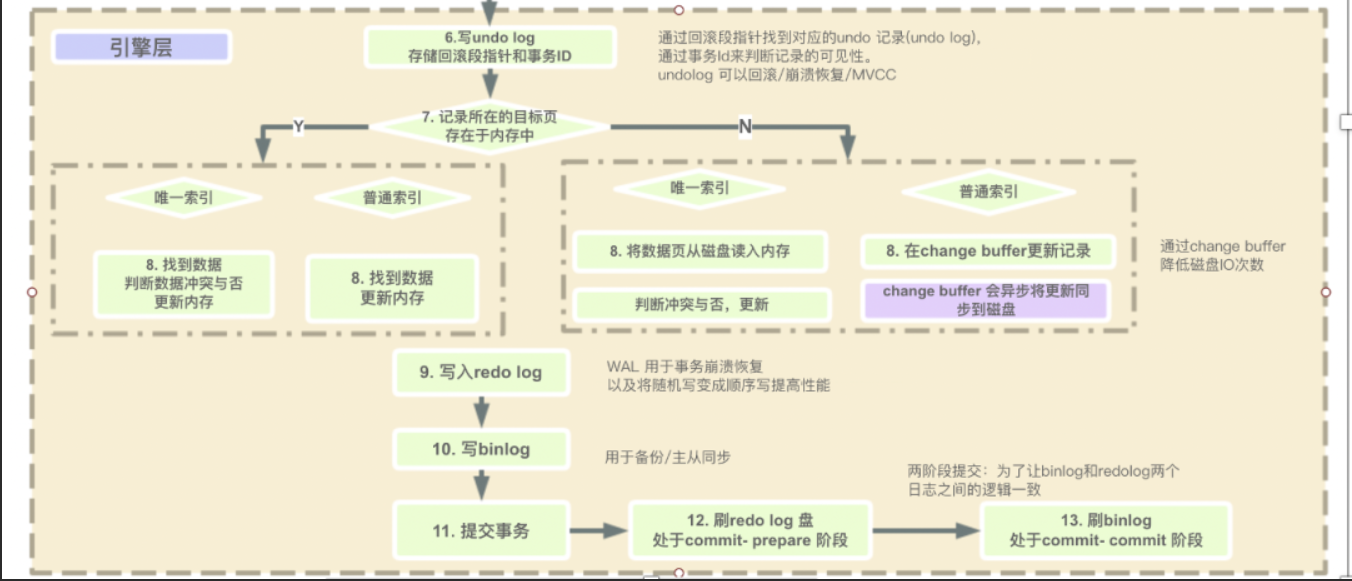 引擎层
6.写undo log
存储回滚段指针和事务ID
通过回滚段指针找到对应的undo 记录(undo log),
通过事务Id来判断记录的可见性。
undolog 可以回滚/崩溃恢复/MVCC
7. 记录所在的目标页
存在于内存中
Y
N
唯一索引
普通索引
唯一索引
普通索引
8. 找到数据
判断数据冲突与否
更新内存
8. 找到数据
更新内存
8. 将数据页从磁盘读入内存
判断冲突与否，更新
8. 在change buffer更新记录
change buffer 会异步将更新同
步到磁盘
通过change buffer
降低磁盘IO次数
9. 写入redo log
WAL 用于事务崩溃恢复
以及将随机写变成顺序写提高性能
10. 写binlog
用于备份/主从同步
两阶段提交：为了让binlog和redolog两个
日志之间的逻辑一致
11. 提交事务
12. 刷redo log 盘
处于commit- prepare 阶段
13. 刷binlog
处于commit- commit 阶段